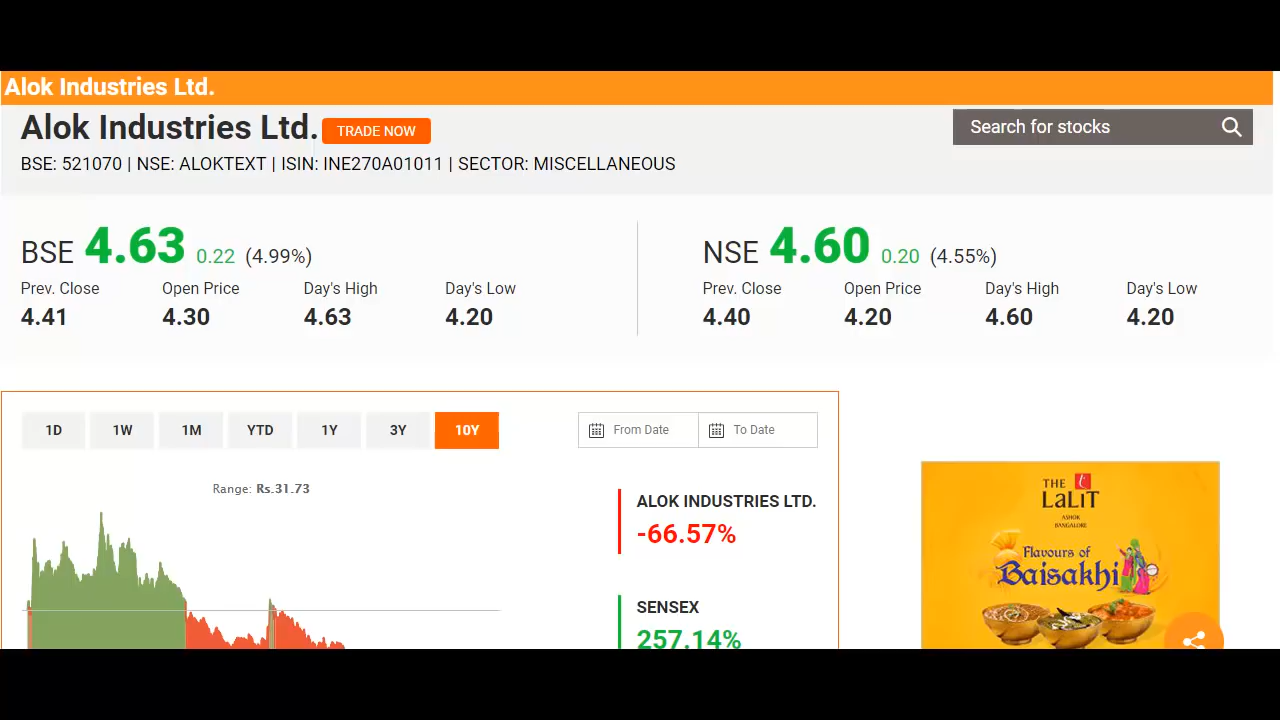 Alok Industries Ltd.
Alok Industries Ltd. TRADE NOW
Search for stocks
BSE: 521070 | NSE: ALOKTEXT | ISIN: INE270A01011 | SECTOR: MISCELLANEOUS
BSE 4.63 0.22 (4.99%)
Prev. Close Open Price Day's High Day's Low
4.41 4.30 4.63 4.20
NSE 4.60 0.20 (4.55%)
Prev. Close Open Price Day's High Day's Low
4.40 4.20 4.60 4.20
1D 1W 1M YTD 1Y 3Y 10Y
From Date To Date
Range: Rs.31.73
ALOK INDUSTRIES LTD.
-66.57%
SENSEX
257.14%
THE
LaLiT
ASHOK
BANGALORE
Flavours of
Baisakhi